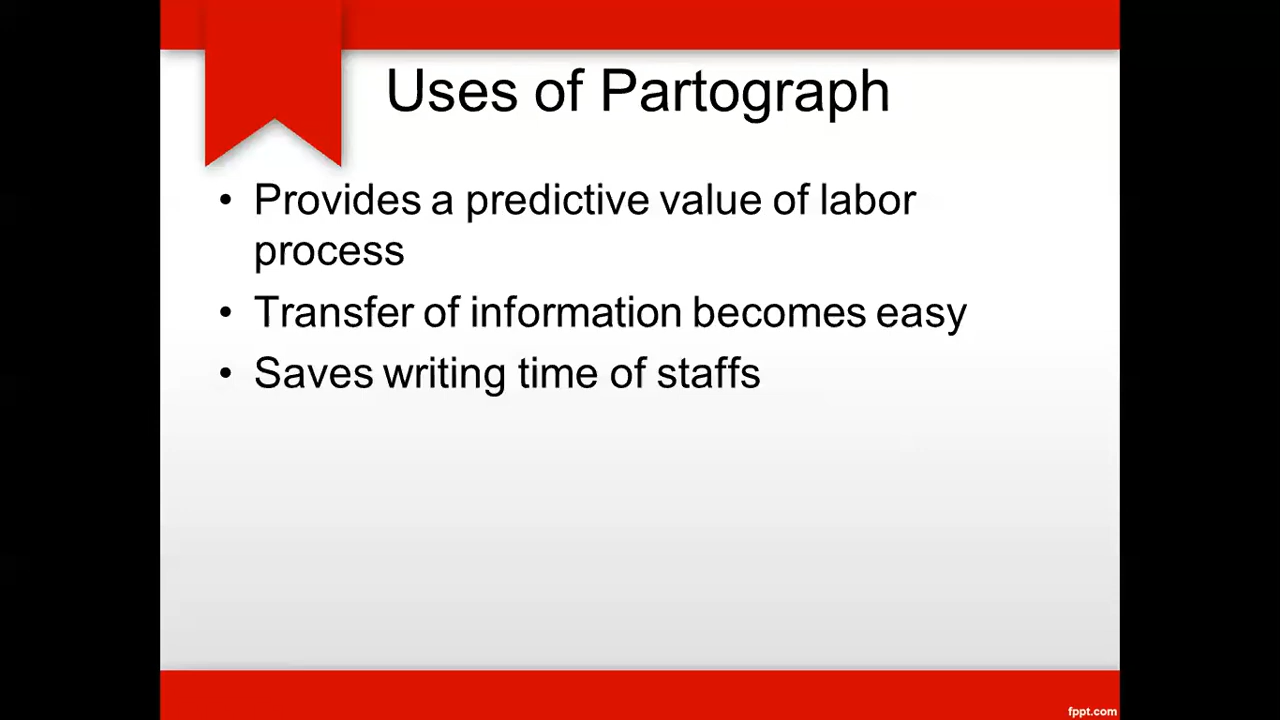 Uses of Partograph
• Provides a predictive value of labor
process
• Transfer of information becomes easy
• Saves writing time of staffs
fppt.com